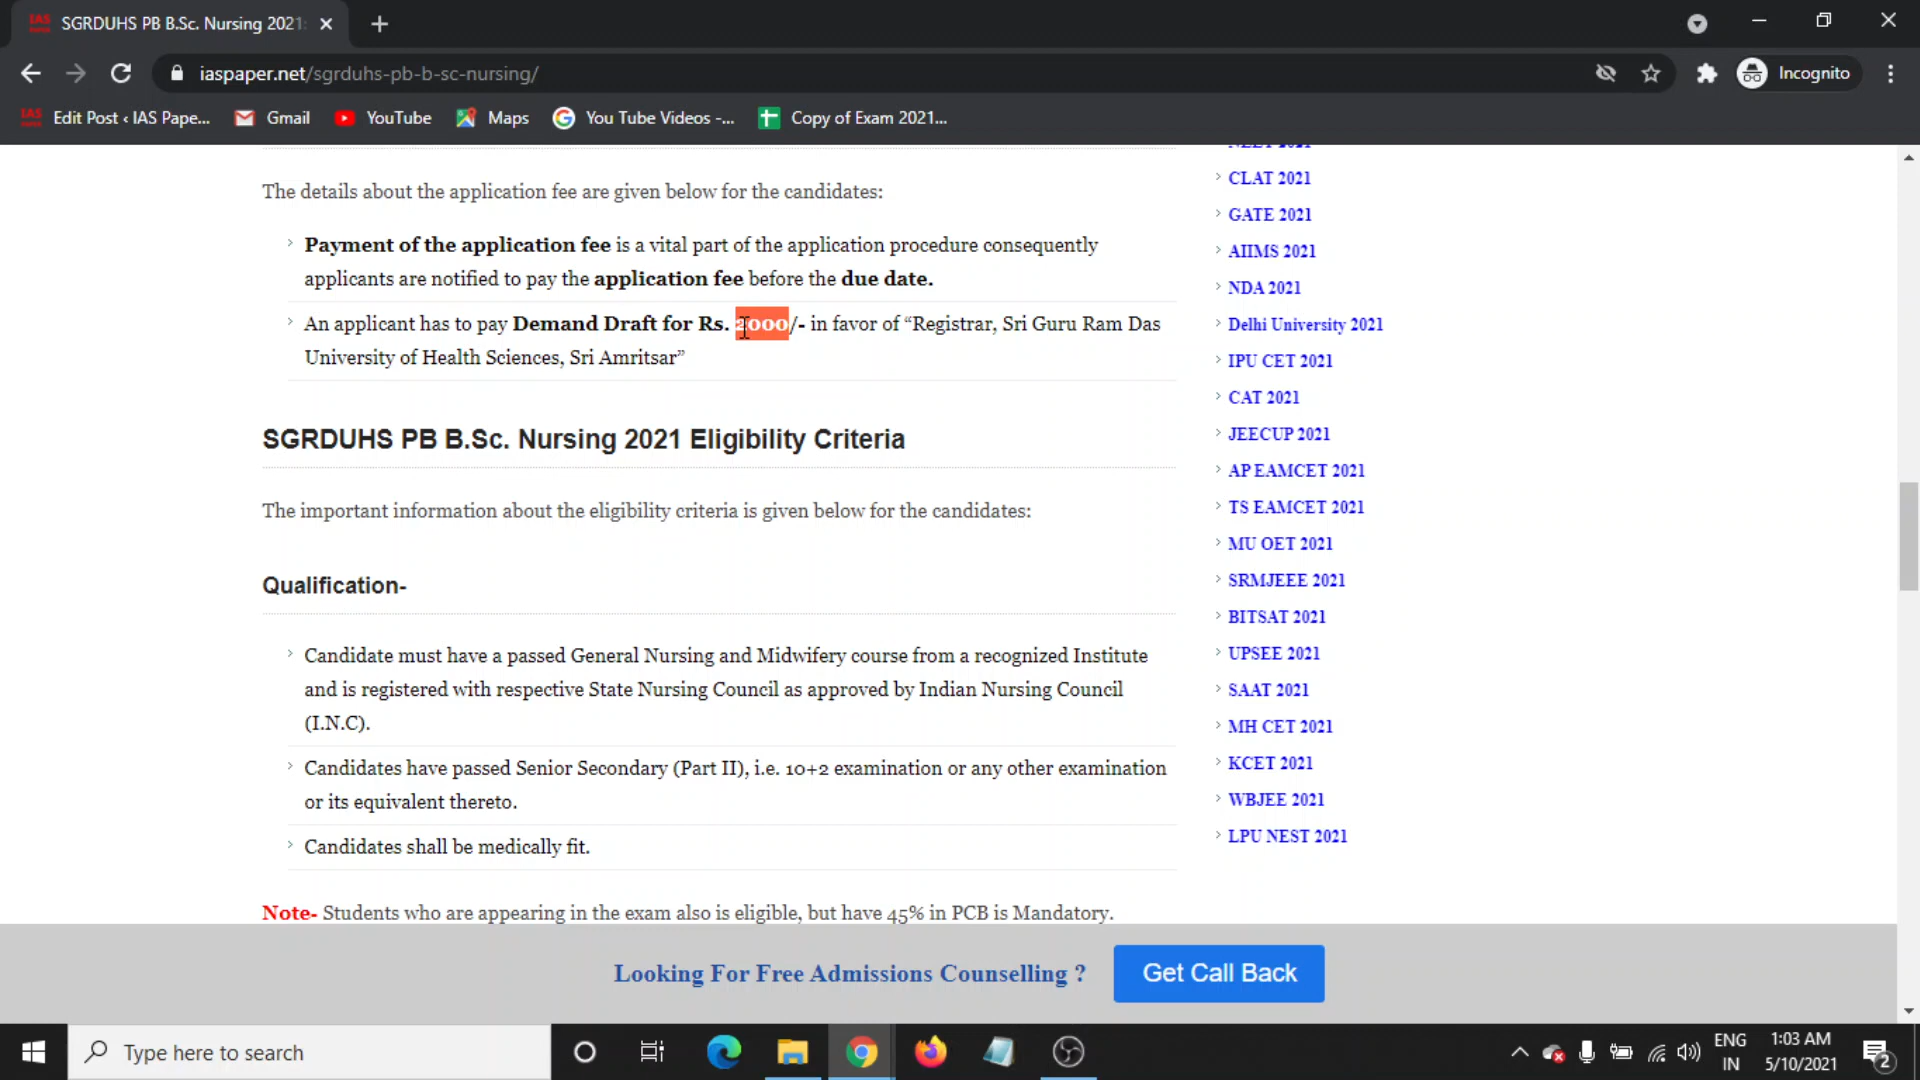 SGRDUHS PB B.Sc. Nursing 2021
iaspaper.net/sgrduhs-pb-b-sc-nursing/
Incognito
Edit Post ‹ IAS Pape...
Gmail
YouTube
Maps
You Tube Videos -...
Copy of Exam 2021...
The details about the application fee are given below for the candidates:
Payment of the application fee is a vital part of the application procedure consequently
applicants are notified to pay the application fee before the due date.
An applicant has to pay Demand Draft for Rs. 2000/- in favor of “Registrar, Sri Guru Ram Das
University of Health Sciences, Sri Amritsar”
SGRDUHS PB B.Sc. Nursing 2021 Eligibility Criteria
The important information about the eligibility criteria is given below for the candidates:
Qualification-
Candidate must have a passed General Nursing and Midwifery course from a recognized Institute
and is registered with respective State Nursing Council as approved by Indian Nursing Council
(I.N.C).
Candidates have passed Senior Secondary (Part II), i.e. 10+2 examination or any other examination
or its equivalent thereto.
Candidates shall be medically fit.
Note- Students who are appearing in the exam also is eligible, but have 45% in PCB is Mandatory.
NEET 2021
CLAT 2021
GATE 2021
AIIMS 2021
NDA 2021
Delhi University 2021
IPU CET 2021
CAT 2021
JEECUP 2021
AP EAMCET 2021
TS EAMCET 2021
MU OET 2021
SRMJEEE 2021
BITSAT 2021
UPSEE 2021
SAAT 2021
MH CET 2021
KCET 2021
WBJEE 2021
LPU NEST 2021
Looking For Free Admissions Counselling ?
Get Call Back
Type here to search
ENG
IN
1:03 AM
5/10/2021
2